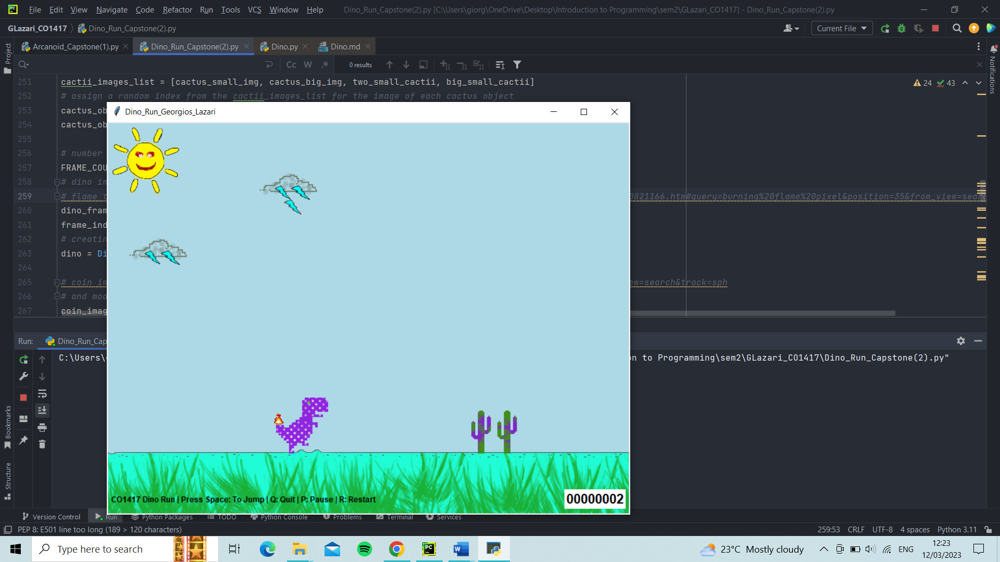 File Edit View Navigate Code Refactor Run Tools VCS Window Help Dino_Run_Capstone(2).py [C:\Users\giorg\OneDrive\Desktop\Introduction to Programming\sem2\GLazari_CO1417] - Dino_Run_Capstone(2).py
GLazari_CO1417 Dino_Run_Capstone(2).py Current File
Project Arcanoid_Capstone(1).py Dino_Run_Capstone(2).py Dino.py Dino.md Notifications
Cc W .* 0 results
251 cactii_images_list = [cactus_small_img, cactus_big_img, two_small_cactii, big_small_cactii] 24 43
252 # assign a random index from the cactii_images_list for the image of each cactus object
253 cactus_ob
254 cactus_ob
255
256 # number
257 FRAME_COU
258 # dino im
259 # flame t 0821166.htm#query=burning%20flame%20pixel&position=35&from_view=searc
260 dino_fram
261 frame_ind
262 # creatin
263 dino = Di
264
265 # coin im ew=search&track=sph
266 # and mod
267 coin_imag
Dino_Run_Georgios_Lazari
CO1417 Dino Run | Press Space: To Jump | Q: Quit | P: Pause | R: Restart
00000002
Run: Dino_Run_Cap
C:\Users\ n to Programming\sem2\GLazari_CO1417\Dino_Run_Capstone(2).py"
Bookmarks
Structure
Version Control Run Python Packages TODO Python Console Problems Terminal Services
PEP 8: E501 line too long (189 > 120 characters) 259:53 CRLF UTF-8 4 spaces Python 3.11
Type here to search 23°C Mostly cloudy ENG 12:23
12/03/2023